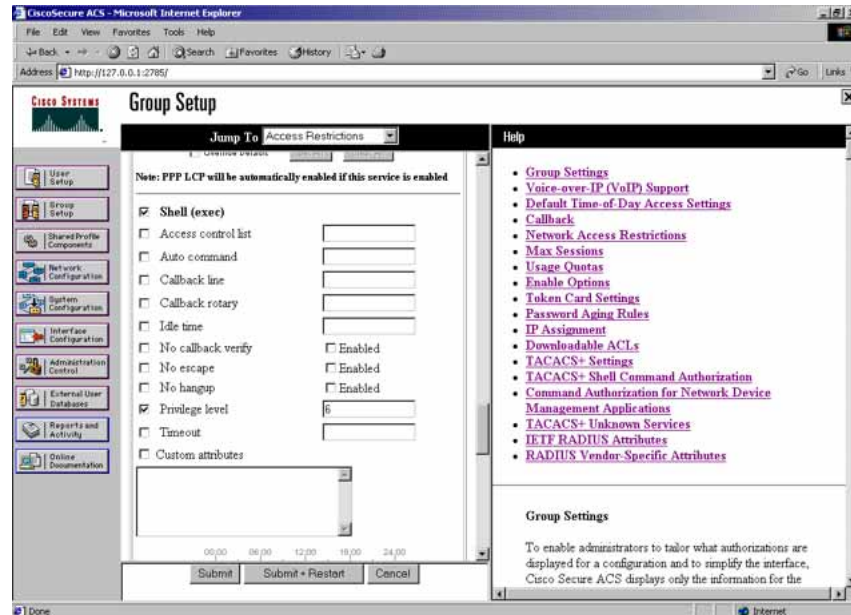 CiscoSecure ACS - Microsoft Internet Explorer
File Edit View Favorites Tools Help
Back Search Favorites History
Address http://127.0.0.1:2785/ Go Links
CISCO SYSTEMS
Group Setup
Jump To Access Restrictions
User Setup
Group Setup
Shared Profile Components
Network Configuration
System Configuration
Interface Configuration
Administration Control
External User Databases
Reports and Activity
Online Documentation
Note: PPP LCP will be automatically enabled if this service is enabled
Shell (exec)
Access control list
Auto command
Callback line
Callback rotary
Idle time
No callback verify Enabled
No escape Enabled
No hangup Enabled
Privilege level 6
Timeout
Custom attributes
00;00 06;00 12;00 18;00 24;00
Submit Submit + Restart Cancel
Help
Group Settings
Voice-over-IP (VoIP) Support
Default Time-of-Day Access Settings
Callback
Network Access Restrictions
Max Sessions
Usage Quotas
Enable Options
Token Card Settings
Password Aging Rules
IP Assignment
Downloadable ACLs
TACACS+ Settings
TACACS+ Shell Command Authorization
Command Authorization for Network Device
Management Applications
TACACS+ Unknown Services
IETF RADIUS Attributes
RADIUS Vendor-Specific Attributes
Group Settings
To enable administrators to tailor what authorizations are
displayed for a configuration and to simplify the interface,
Cisco Secure ACS displays only the information for the
Done Internet